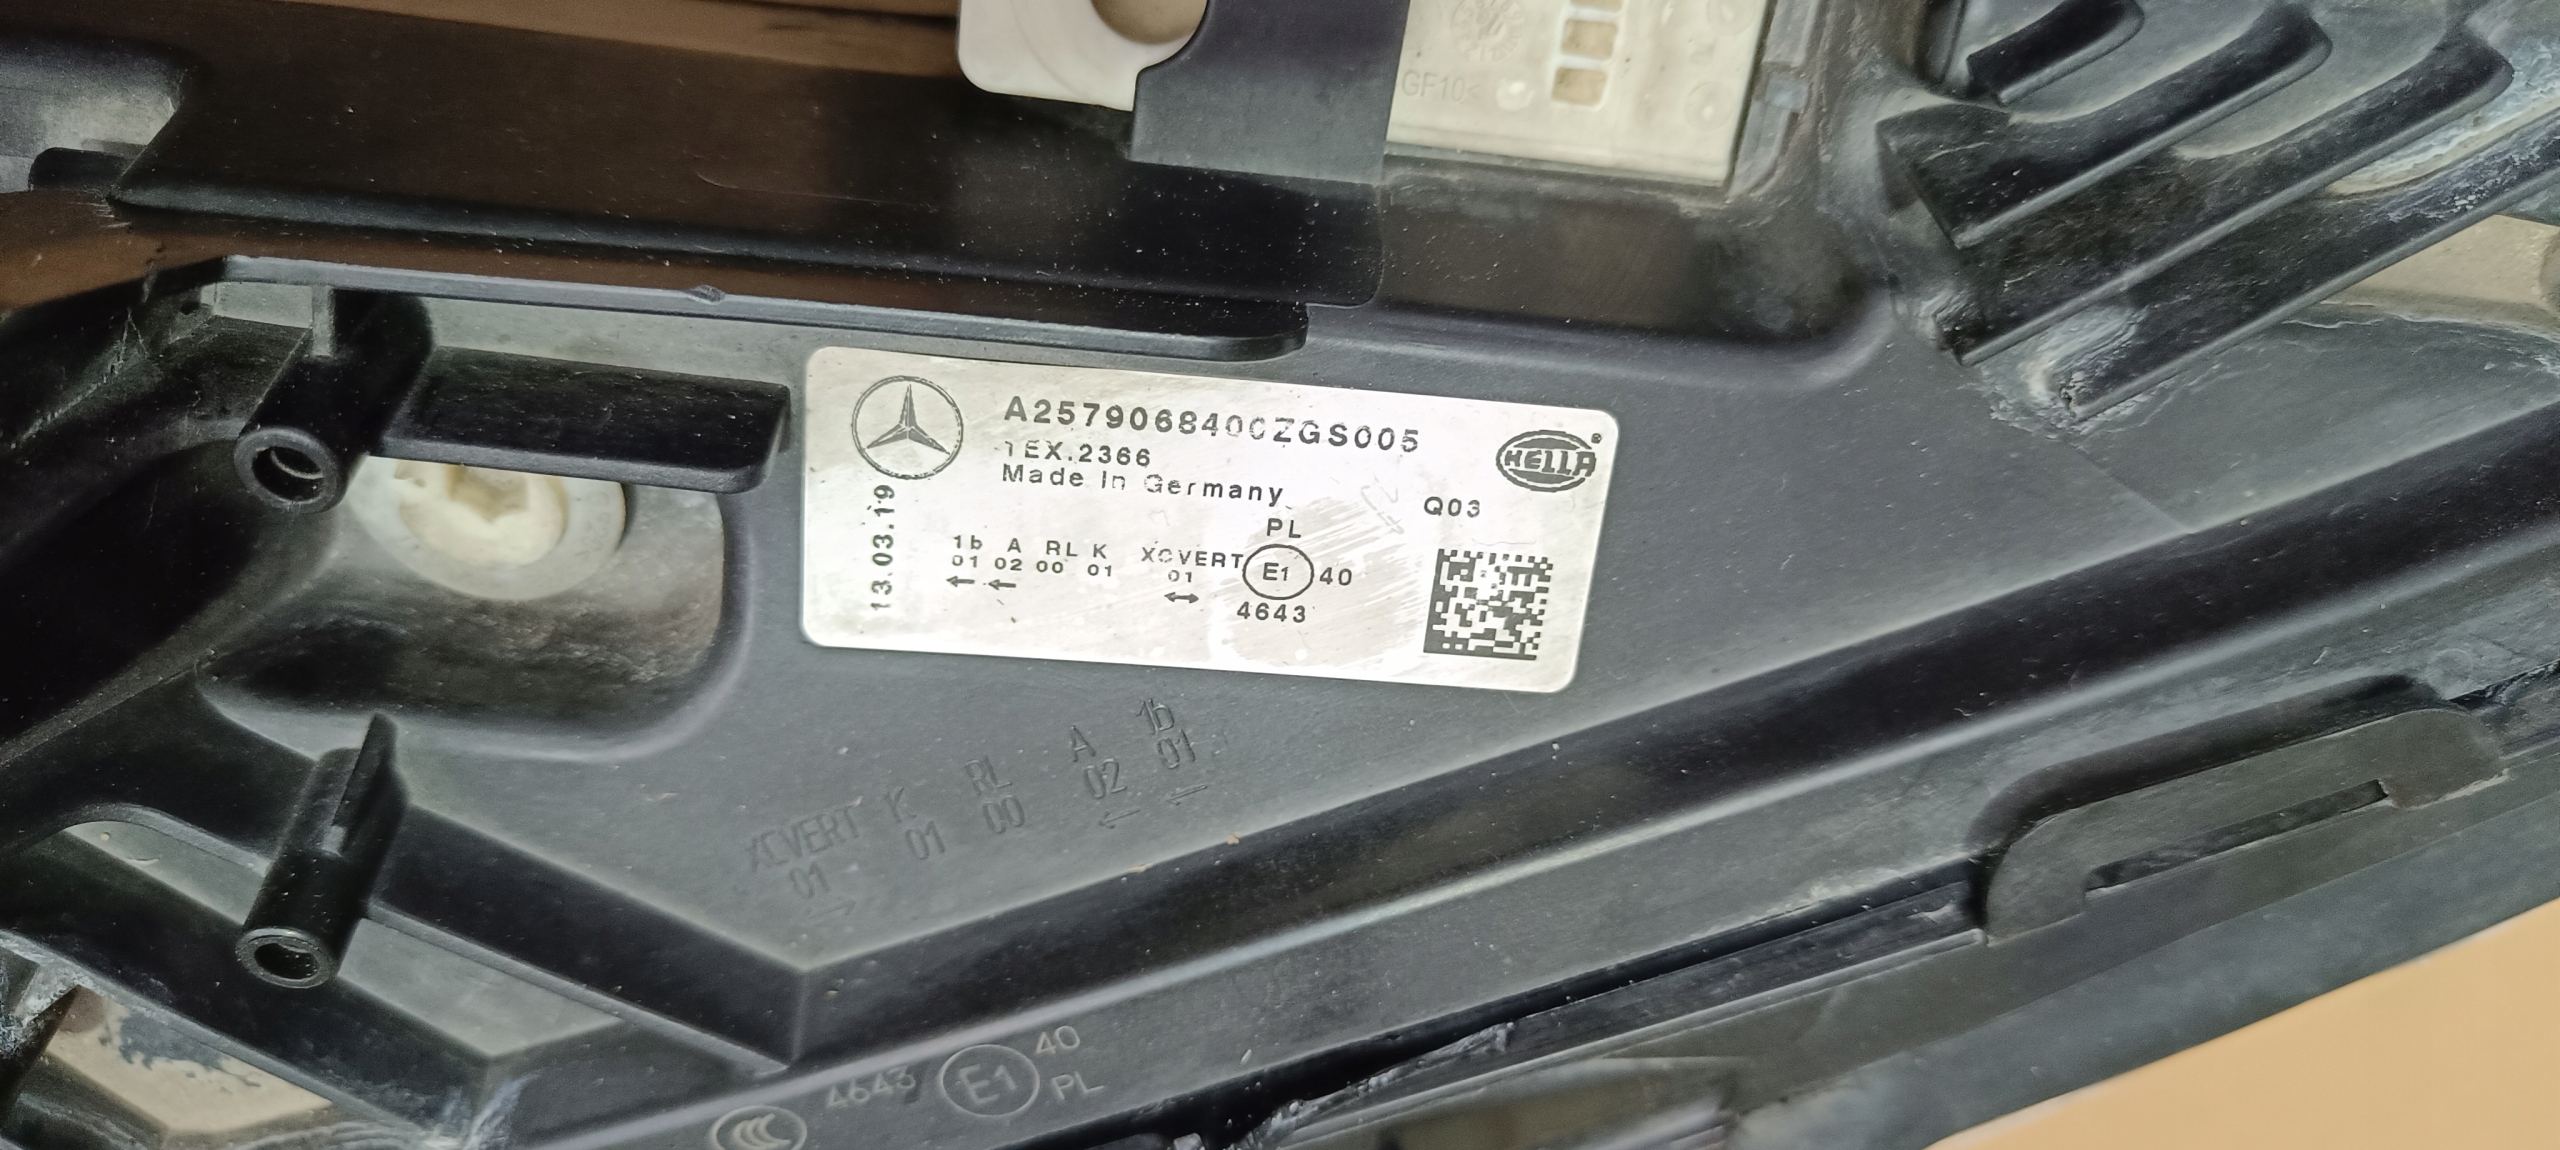 GF10<
A2579068400ZGS005
1EX.2366
Made In Germany
HELLA
Q03
13.03.19
PL
1b A RL K XCVERT E1 40
01 02 00 01 01
← ← ↔
4643
1b
A
RL
K
XCVERT
01
02
00
01
01
← ← →
4643 E1 40
PL
CCC